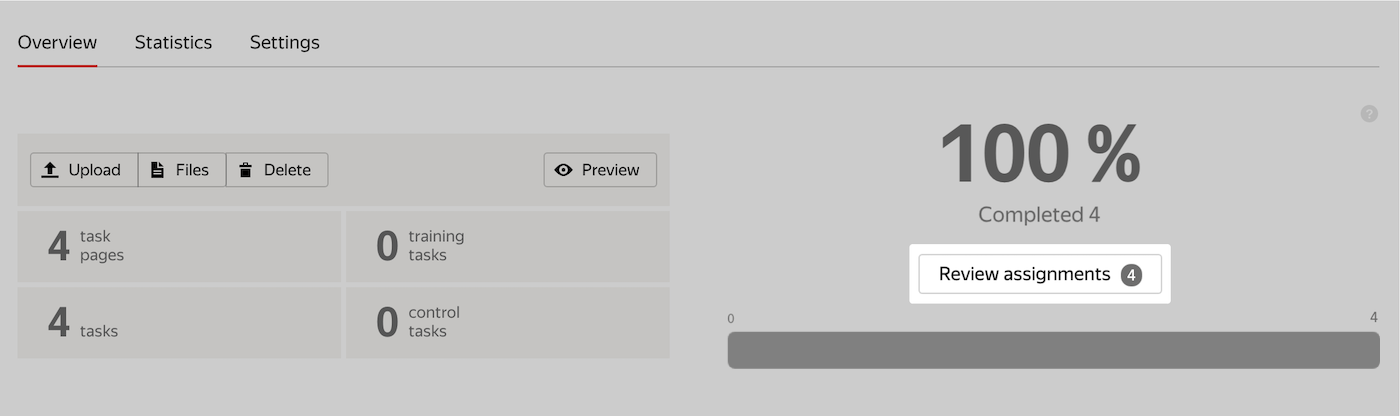 Overview Statistics Settings
?
Upload Files Delete Preview
4 task pages
0 training tasks
4 tasks
0 control tasks
100 %
Completed 4
Review assignments 4
0 4